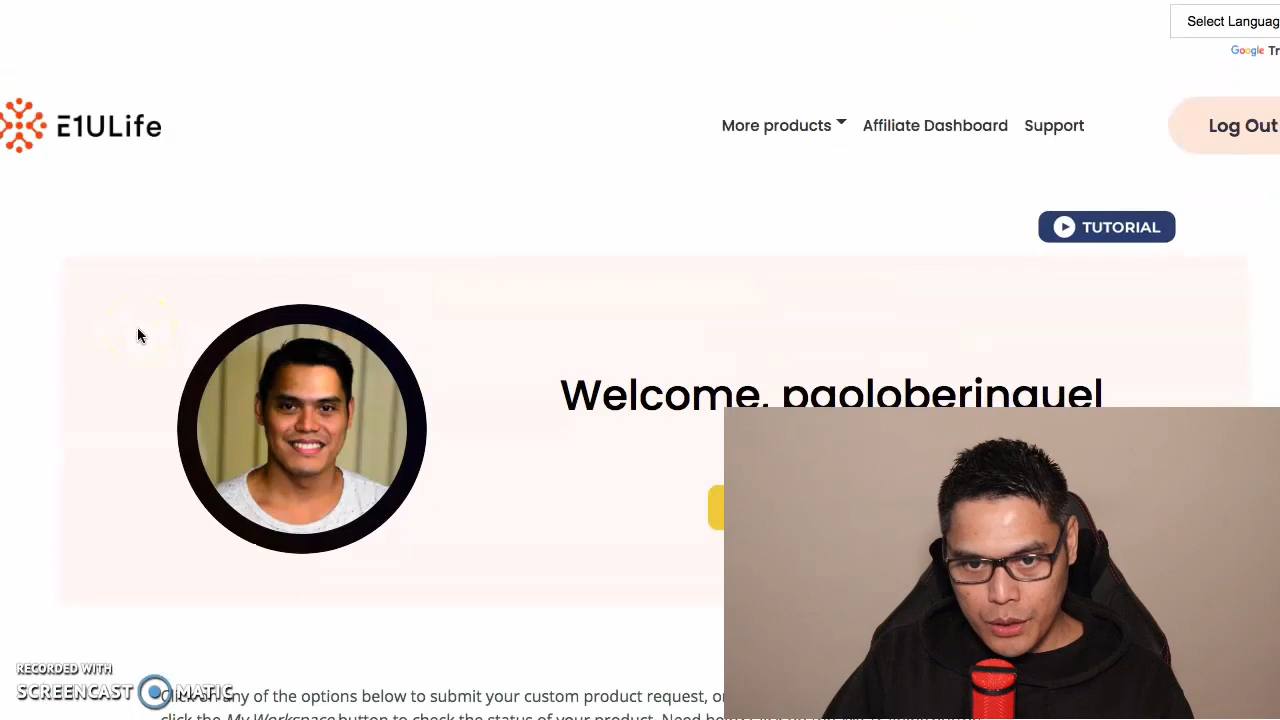 Select Languag
Google Tr
E1ULife
More products
Affiliate Dashboard
Support
Log Out
TUTORIAL
Welcome, paoloberinguel
RECORDED WITH
SCREENCAST MATIC
Click on any of the options below to submit your custom product request, or
click the My Workspace button to check the status of your product. Need